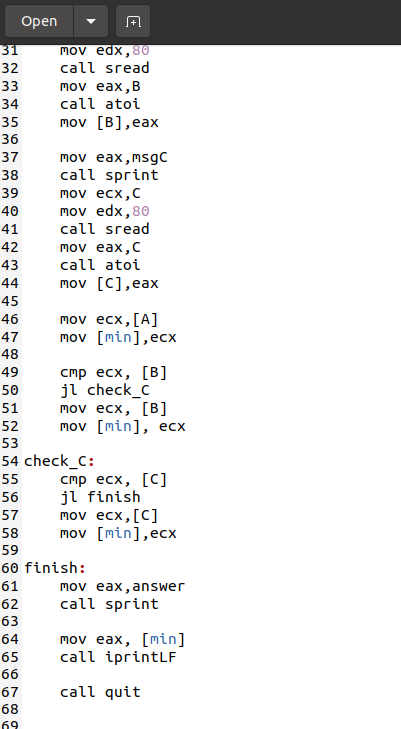 Open
31 mov edx,80
32 call sread
33 mov eax,B
34 call atoi
35 mov [B],eax
36
37 mov eax,msgC
38 call sprint
39 mov ecx,C
40 mov edx,80
41 call sread
42 mov eax,C
43 call atoi
44 mov [C],eax
45
46 mov ecx,[A]
47 mov [min],ecx
48
49 cmp ecx, [B]
50 jl check_C
51 mov ecx, [B]
52 mov [min], ecx
53
54 check_C:
55 cmp ecx, [C]
56 jl finish
57 mov ecx,[C]
58 mov [min],ecx
59
60 finish:
61 mov eax,answer
62 call sprint
63
64 mov eax, [min]
65 call iprintLF
66
67 call quit
68
69